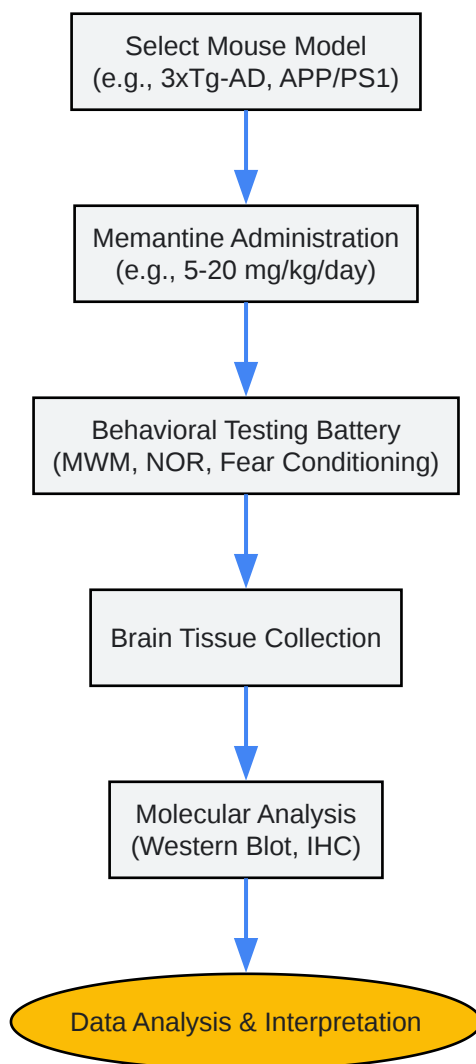 Select Mouse Model
(e.g., 3xTg-AD, APP/PS1)
Memantine Administration
(e.g., 5-20 mg/kg/day)
Behavioral Testing Battery
(MWM, NOR, Fear Conditioning)
Brain Tissue Collection
Molecular Analysis
(Western Blot, IHC)
Data Analysis & Interpretation